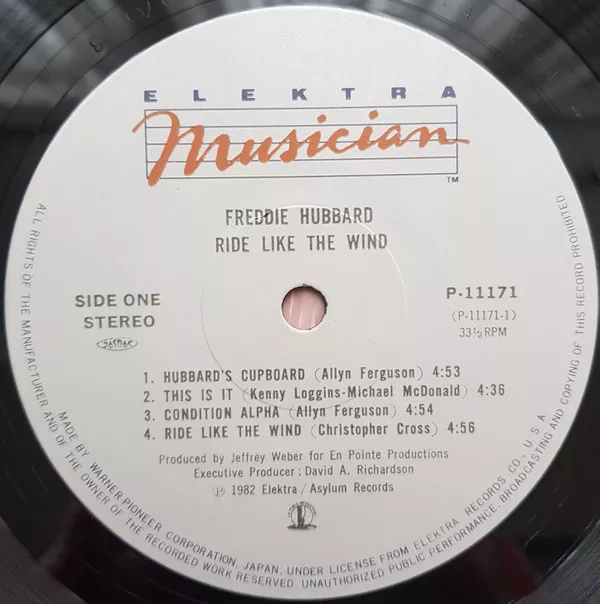 ELEKTRA
Musician
TM
FREDDIE HUBBARD
RIDE LIKE THE WIND
SIDE ONE
STEREO
P-11171
(P-11171-1)
33⅓RPM
1. HUBBARD'S CUPBOARD (Allyn Ferguson) 4:53
2. THIS IS IT (Kenny Loggins-Michael McDonald) 4:36
3. CONDITION ALPHA (Allyn Ferguson) 4:54
4. RIDE LIKE THE WIND (Christopher Cross) 4:56
Produced by Jeffrey Weber for En Pointe Productions
Executive Producer : David A. Richardson
℗ 1982 Elektra / Asylum Records
ALL RIGHTS OF THE MANUFACTURER AND OF THE OWNER OF THE RECORDED WORK RESERVED. UNAUTHORIZED PUBLIC PERFORMANCE, BROADCASTING AND COPYING OF THIS RECORD PROHIBITED.
MADE BY WARNER-PIONEER CORPORATION, JAPAN, UNDER LICENSE FROM ELEKTRA RECORDS CO., U.S.A.